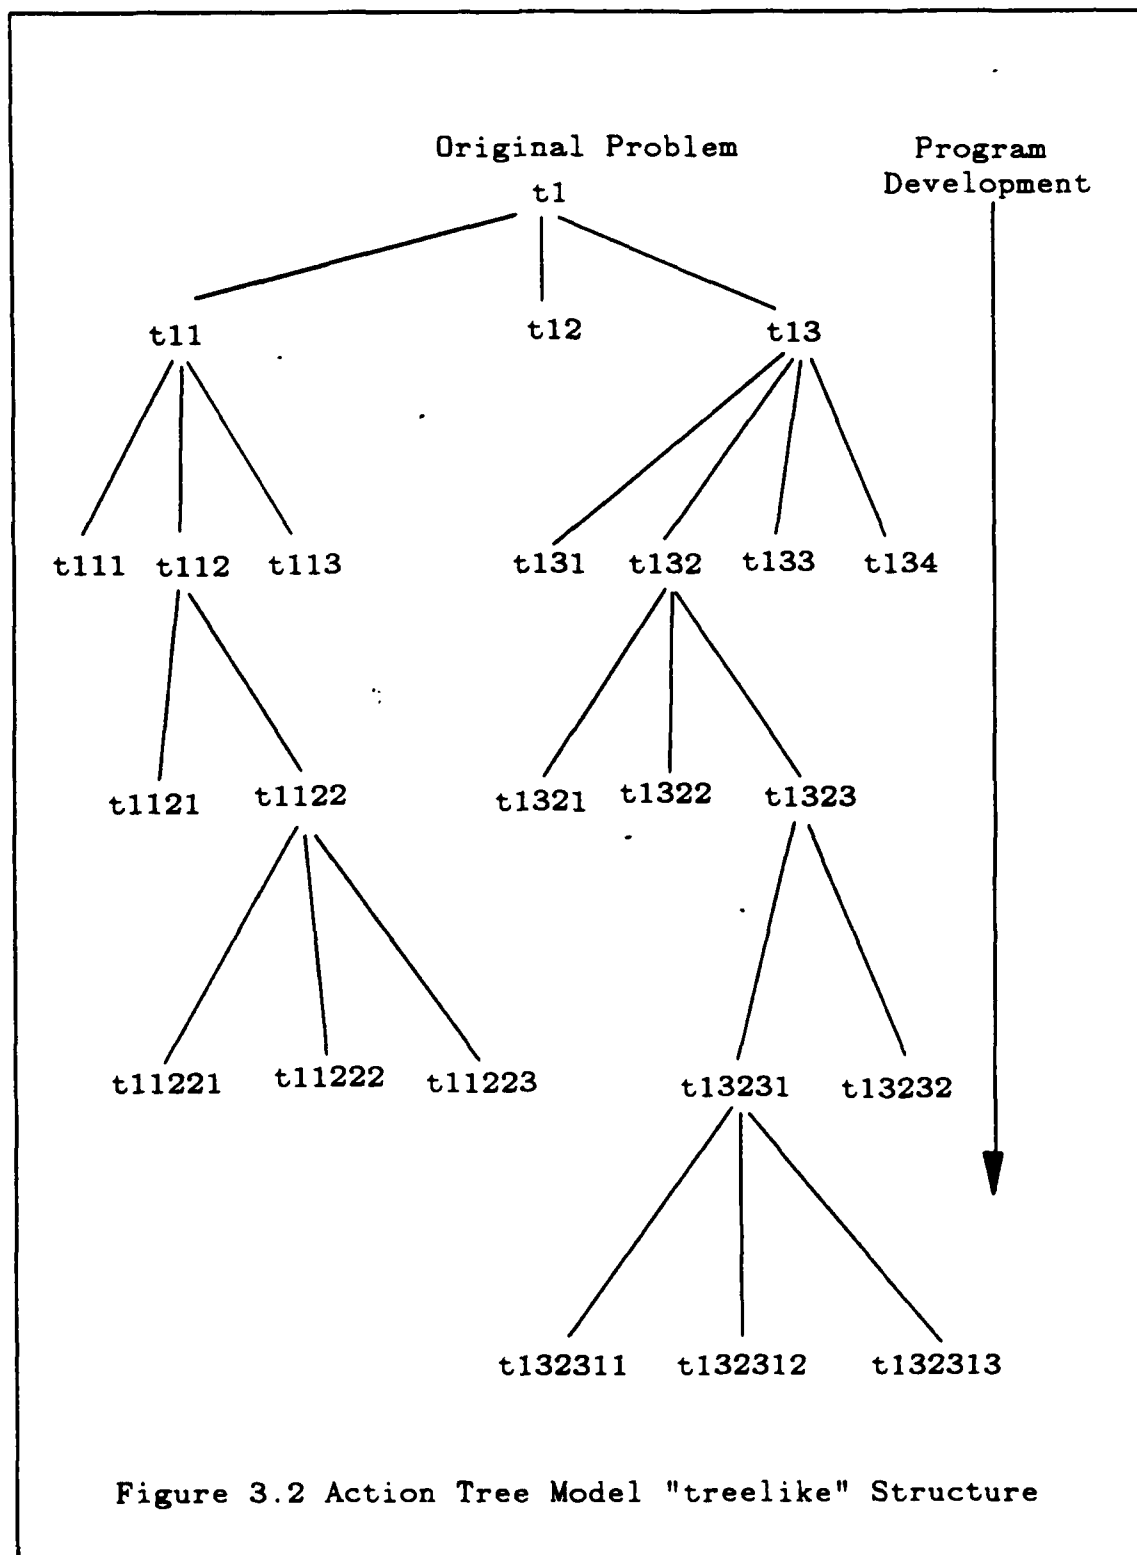 Original Problem
Program
Development
t1
t11 t12 t13
t111 t112 t113 t131 t132 t133 t134
t1121 t1122 t1321 t1322 t1323
t11221 t11222 t11223 t13231 t13232
t132311 t132312 t132313
Figure 3.2 Action Tree Model "treelike" Structure